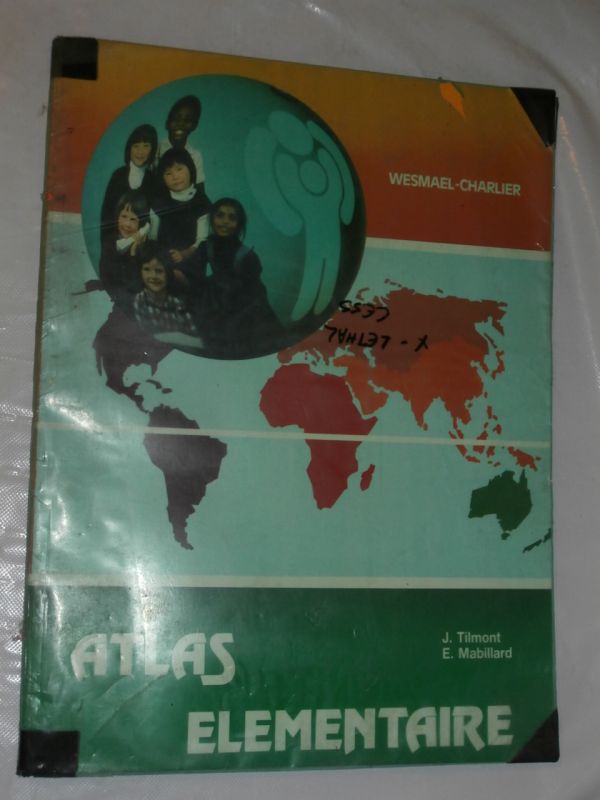 WESMAEL-CHARLIER
X - LETHAL
CESS
J. Tilmont
E. Mabillard
ATLAS
ELEMENTAIRE